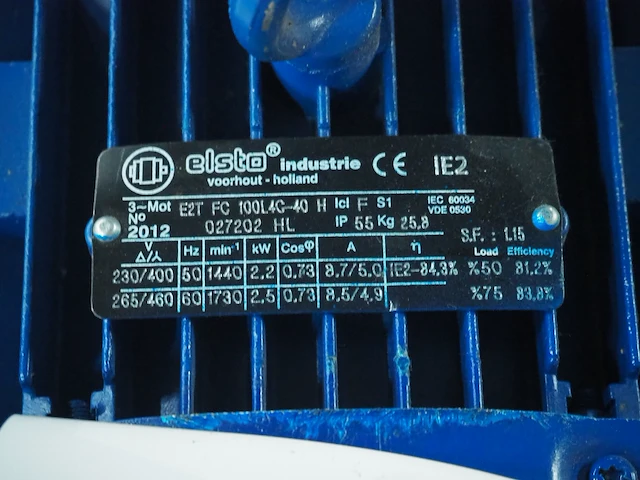 elsto® industrie CE IE2
voorhout - holland
3~Mot E2T FC 100L4C-40 H Icl F S1 IEC 60034
No 027202 HL IP 55 Kg 25,8 VDE 0530
2012 S.F. : 1.15
V Δ/⅄ Hz min⁻¹ kW Cosφ A η Load Efficiency
230/400 50 1440 2.2 0.73 8.7/5.0 IE2-84,3% %50 81.2%
265/460 60 1730 2.5 0.73 8.5/4.9 %75 83.8%